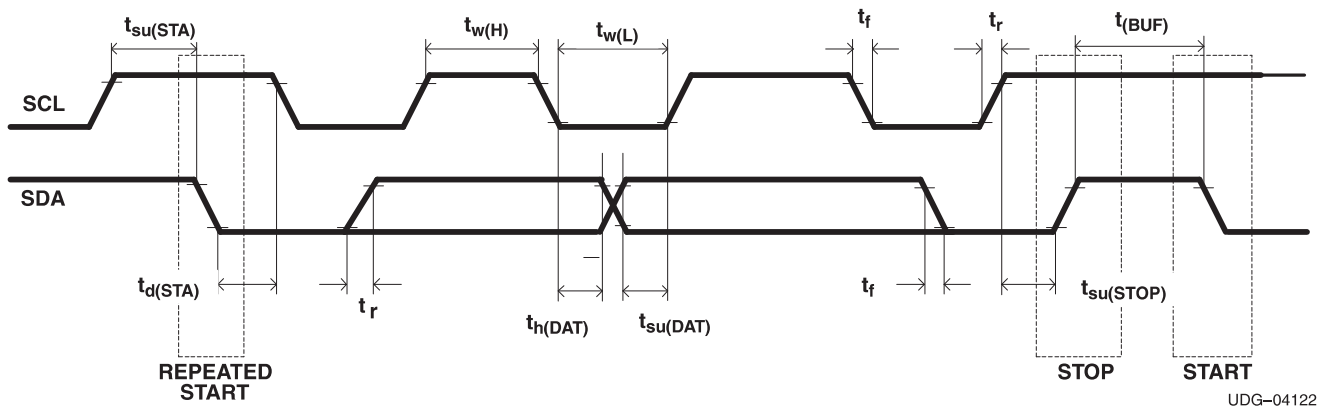 tsu(STA)
tw(H)
tw(L)
tf
tr
t(BUF)
SCL
SDA
td(STA)
tr
th(DAT)
tsu(DAT)
tf
tsu(STOP)
REPEATED
START
STOP
START
UDG–04122